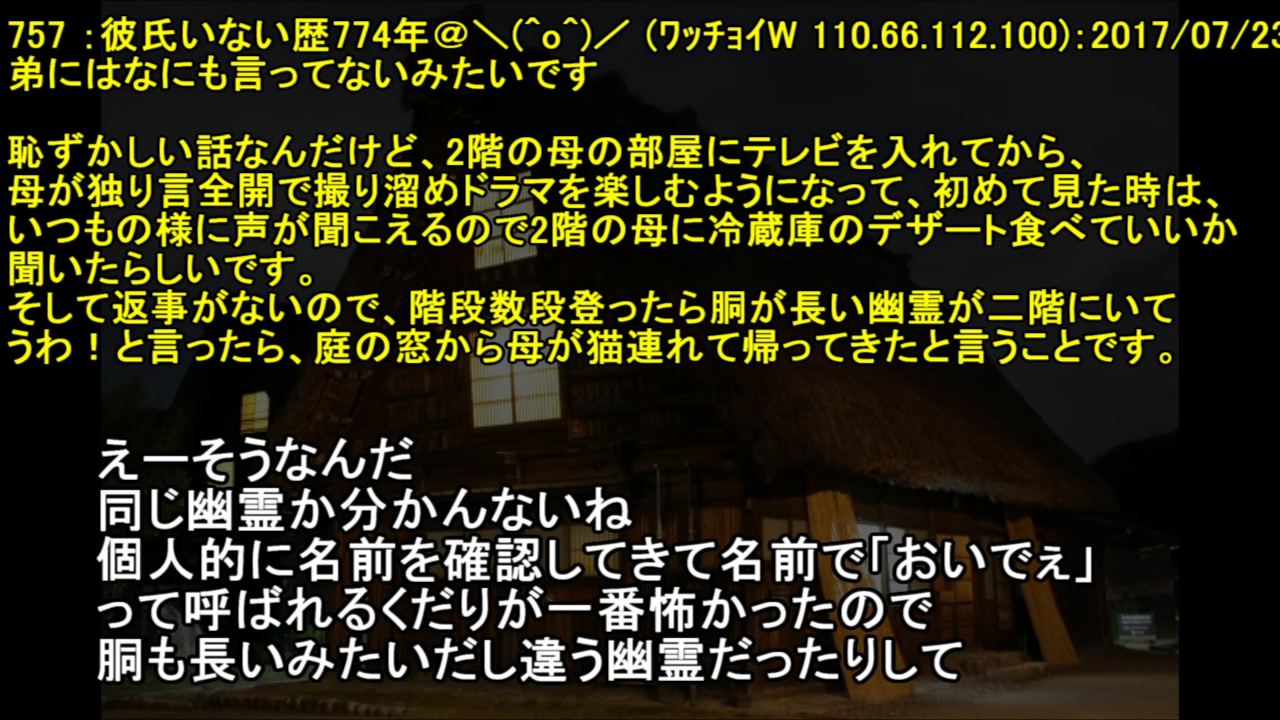 757 ：彼氏いない歴774年＠＼(^o^)／ (ﾜｯﾁｮｲW 110.66.112.100)：2017/07/23
弟にはなにも言ってないみたいです
恥ずかしい話なんだけど、2階の母の部屋にテレビを入れてから、
母が独り言全開で撮り溜めドラマを楽しむようになって、初めて見た時は、
いつもの様に声が聞こえるので2階の母に冷蔵庫のデザート食べていいか
聞いたらしいです。
そして返事がないので、階段数段登ったら胴が長い幽霊が二階にいて
うわ！と言ったら、庭の窓から母が猫連れて帰ってきたと言うことです。
えーそうなんだ
同じ幽霊か分かんないね
個人的に名前を確認してきて名前で「おいでぇ」
って呼ばれるくだりが一番怖かったので
胴も長いみたいだし違う幽霊だったりして